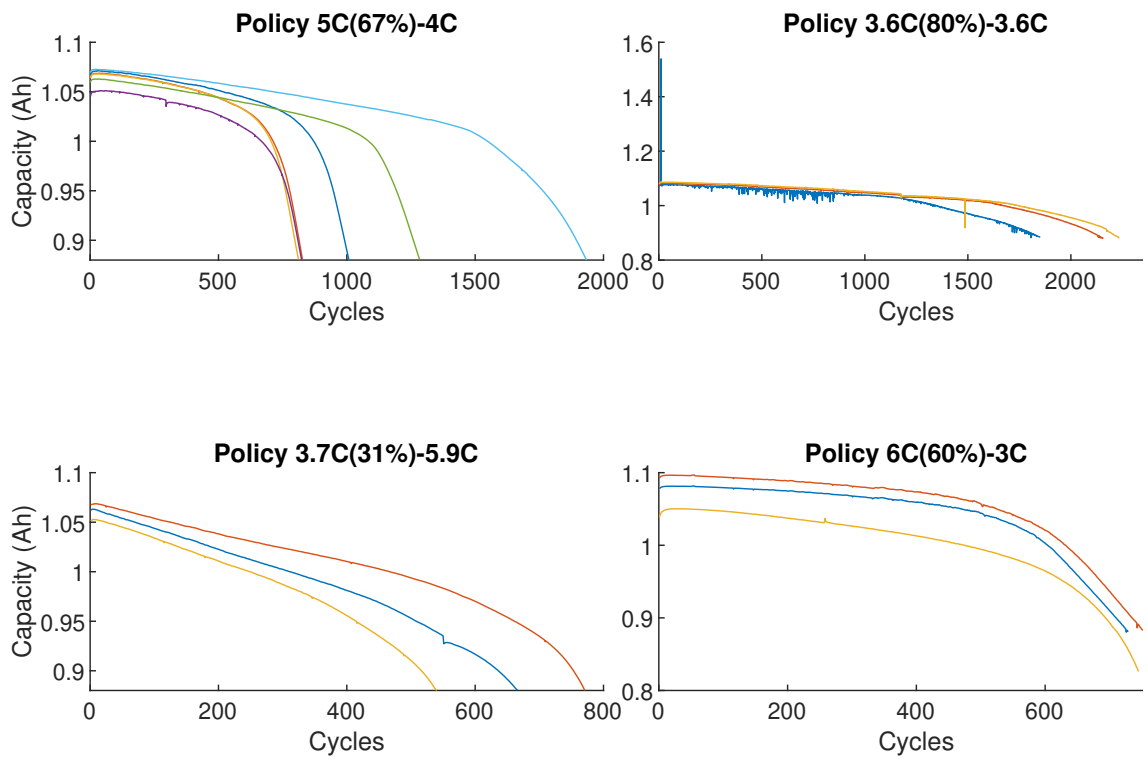 Policy 5C(67%)-4C
1.1
1.05
1
0.95
0.9
Capacity (Ah)
0 500 1000 1500 2000
Cycles
Policy 3.6C(80%)-3.6C
1.6
1.4
1.2
1
0.8
0 500 1000 1500 2000
Cycles
Policy 3.7C(31%)-5.9C
1.1
1.05
1
0.95
0.9
Capacity (Ah)
0 200 400 600 800
Cycles
Policy 6C(60%)-3C
1.1
1
0.9
0.8
0 200 400 600
Cycles